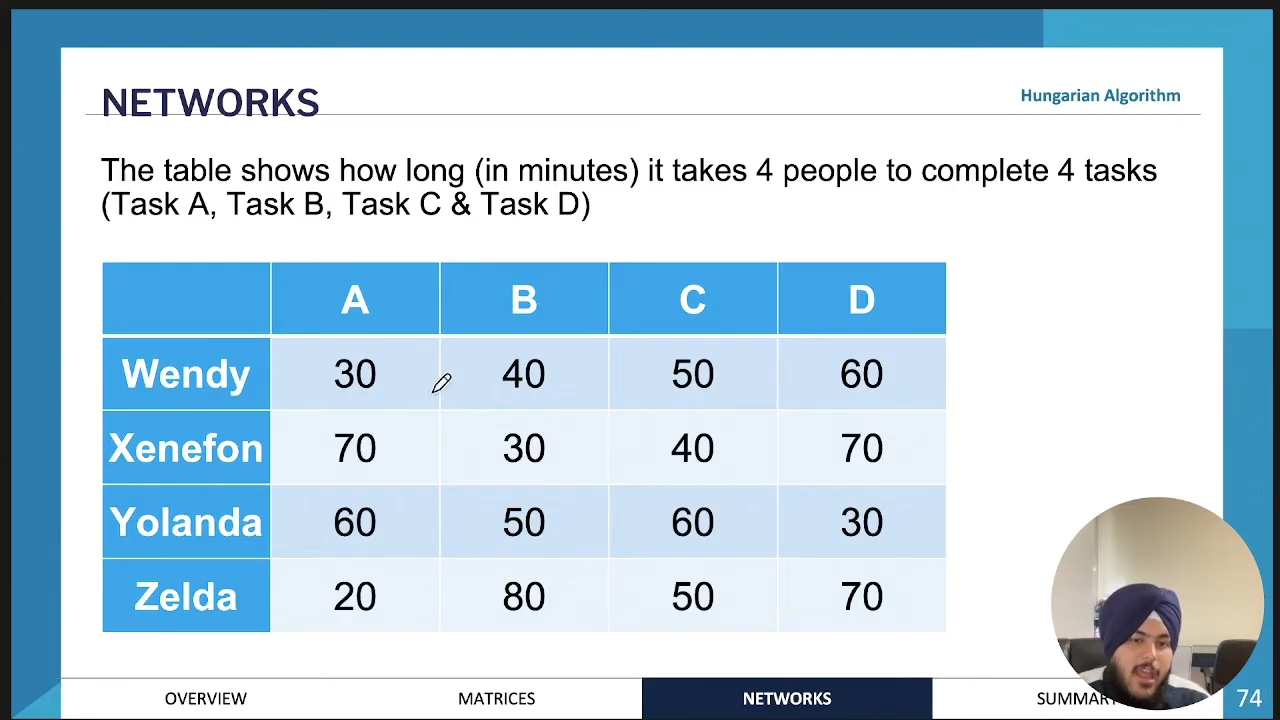 NETWORKS
Hungarian Algorithm
The table shows how long (in minutes) it takes 4 people to complete 4 tasks
(Task A, Task B, Task C & Task D)
A B C D
Wendy 30 40 50 60
Xenefon 70 30 40 70
Yolanda 60 50 60 30
Zelda 20 80 50 70
OVERVIEW MATRICES NETWORKS 74